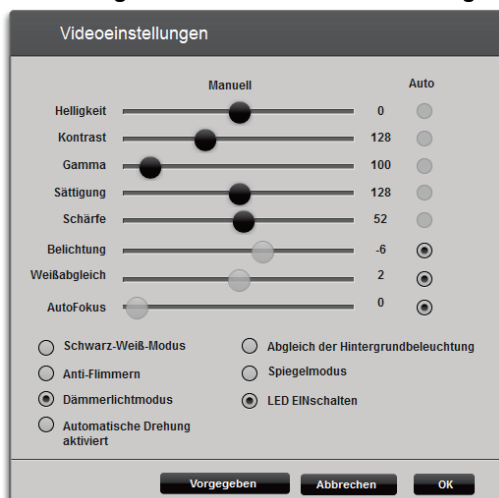 Videoeinstellungen
Manuell Auto
Helligkeit 0
Kontrast 128
Gamma 100
Sättigung 128
Schärfe 52
Belichtung -6
Weißabgleich 2
AutoFokus 0
Schwarz-Weiß-Modus Abgleich der Hintergrundbeleuchtung
Anti-Flimmern Spiegelmodus
Dämmerlichtmodus LED EINschalten
Automatische Drehung
aktiviert
Vorgegeben Abbrechen OK